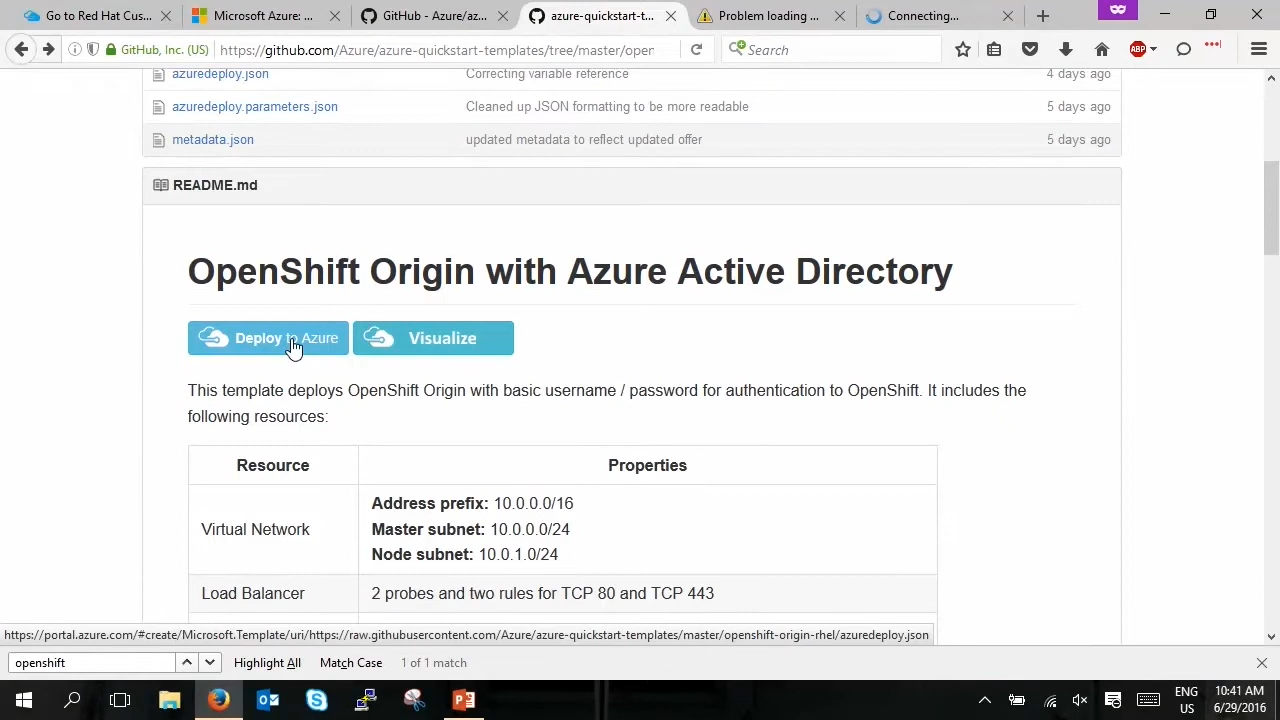 Go to Red Hat Cus...
Microsoft Azure: ...
GitHub - Azure/az...
azure-quickstart-t...
Problem loading ...
Connecting...
GitHub, Inc. (US)
https://github.com/Azure/azure-quickstart-templates/tree/master/open
Search
ABP
azuredeploy.json
Correcting variable reference
4 days ago
azuredeploy.parameters.json
Cleaned up JSON formatting to be more readable
5 days ago
metadata.json
updated metadata to reflect updated offer
5 days ago
README.md
OpenShift Origin with Azure Active Directory
Deploy to Azure
Visualize
This template deploys OpenShift Origin with basic username / password for authentication to OpenShift. It includes the
following resources:
Resource
Properties
Virtual Network
Address prefix: 10.0.0.0/16
Master subnet: 10.0.0.0/24
Node subnet: 10.0.1.0/24
Load Balancer
2 probes and two rules for TCP 80 and TCP 443
https://portal.azure.com/#create/Microsoft.Template/uri/https://raw.githubusercontent.com/Azure/azure-quickstart-templates/master/openshift-origin-rhel/azuredeploy.json
openshift
Highlight All
Match Case
1 of 1 match
ENG
US
10:41 AM
6/29/2016